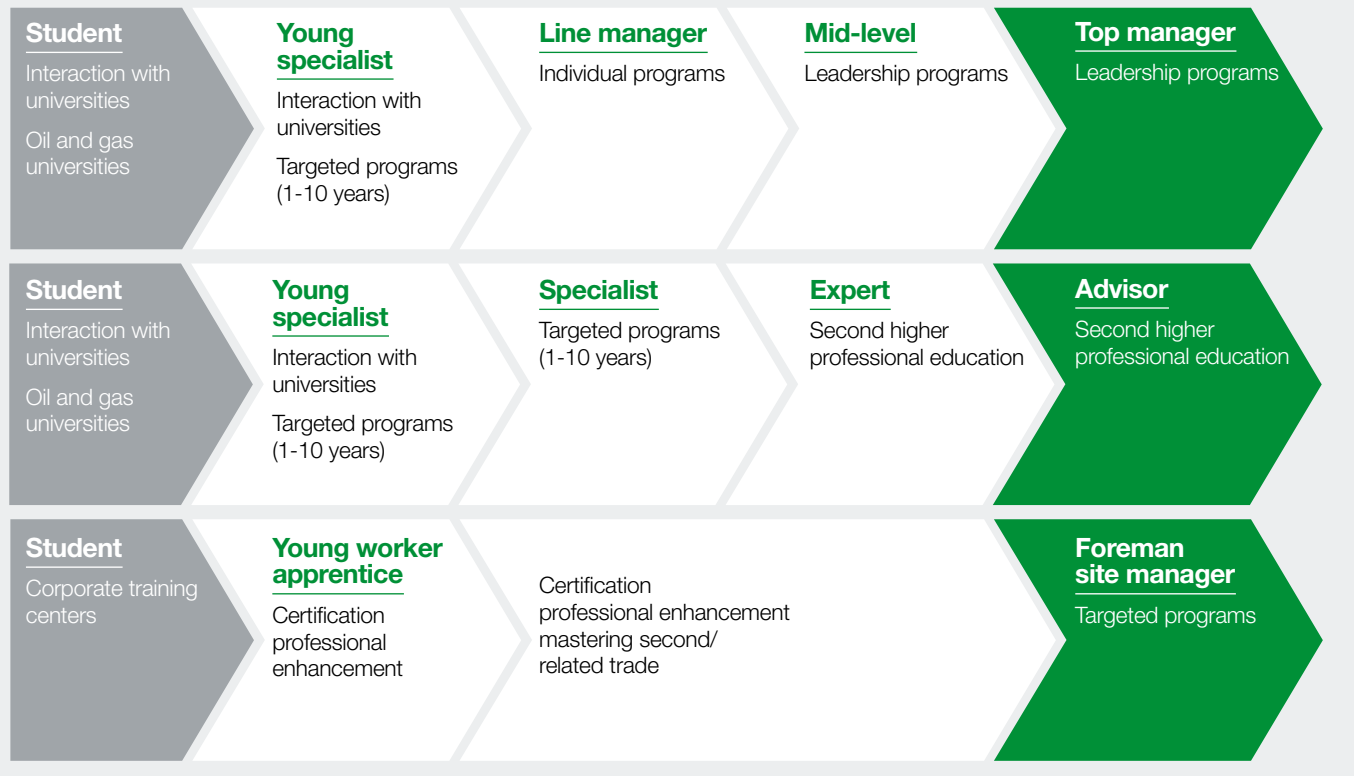 Student
Interaction with
universities
Oil and gas
universities
Young
specialist
Interaction with
universities
Targeted programs
(1-10 years)
Line manager
Individual programs
Mid-level
Leadership programs
Top manager
Leadership programs
Student
Interaction with
universities
Oil and gas
universities
Young
specialist
Interaction with
universities
Targeted programs
(1-10 years)
Specialist
Targeted programs
(1-10 years)
Expert
Second higher
professional education
Advisor
Second higher
professional education
Student
Corporate training
centers
Young worker
apprentice
Certification
professional
enhancement
Certification
professional enhancement
mastering second/
related trade
Foreman
site manager
Targeted programs